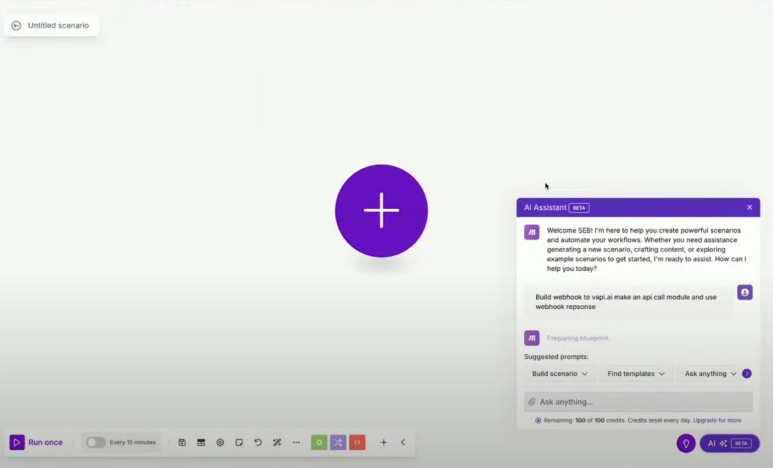 Untitled scenario
AI Assistant BETA
Welcome SEB! I'm here to help you create powerful scenarios
and automate your workflows. Whether you need assistance
generating a new scenario, crafting content, or exploring
example scenarios to get started, I'm ready to assist. How can I
help you today?
Build webhook to vapi.ai make an api call module and use
webhook repsonse
Preparing blueprint.
Suggested prompts:
Build scenario Find templates Ask anything
Ask anything...
Remaining: 100 of 100 credits. Credits reset every day. Upgrade for more
Run once Every 15 minutes
AI BETA